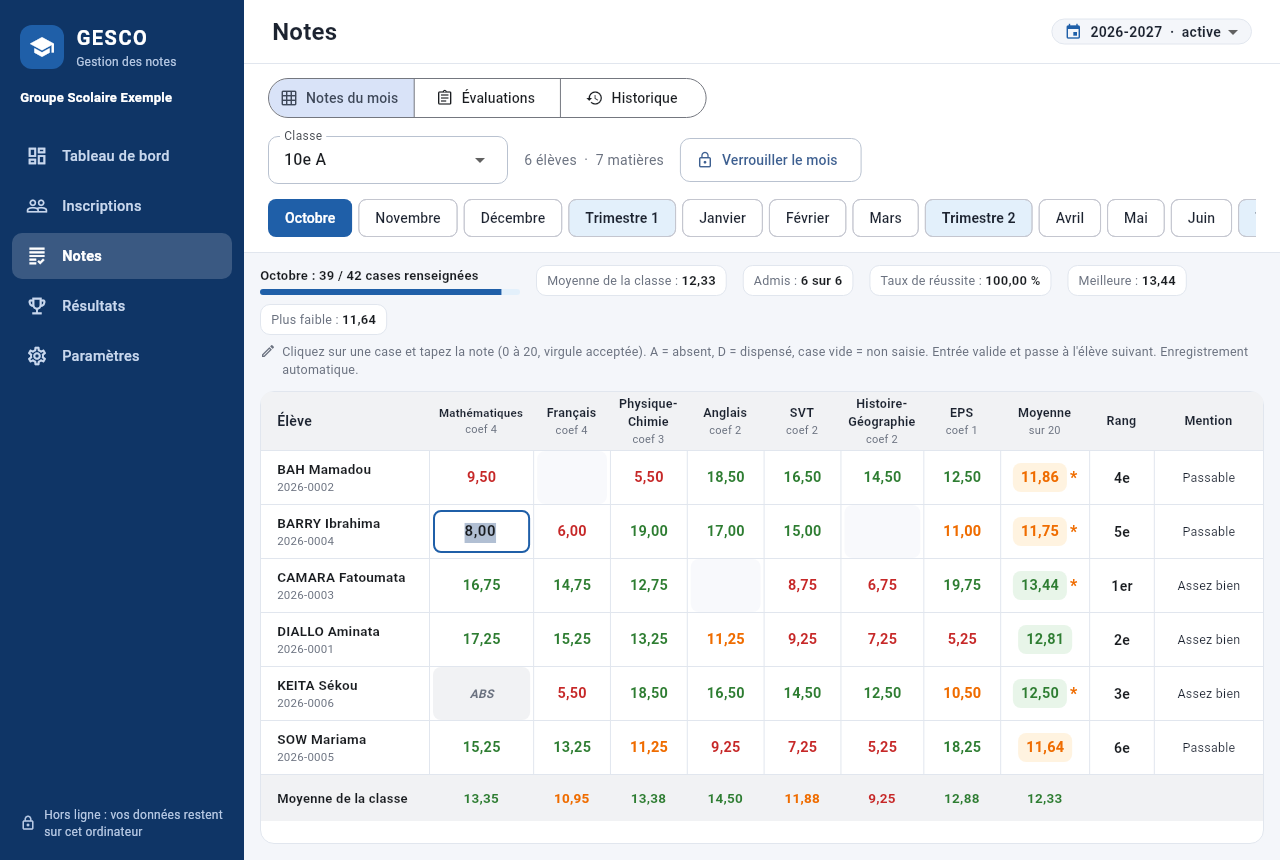 GESCO
Gestion des notes
Groupe Scolaire Exemple
Tableau de bord
Inscriptions
Notes
Résultats
Paramètres
Hors ligne : vos données restent
sur cet ordinateur
Notes
2026-2027 · active
Notes du mois
Évaluations
Historique
Classe
10e A
6 élèves · 7 matières
Verrouiller le mois
Octobre
Novembre
Décembre
Trimestre 1
Janvier
Février
Mars
Trimestre 2
Avril
Mai
Juin
Octobre : 39 / 42 cases renseignées
Moyenne de la classe : 12,33
Admis : 6 sur 6
Taux de réussite : 100,00 %
Meilleure : 13,44
Plus faible : 11,64
Cliquez sur une case et tapez la note (0 à 20, virgule acceptée). A = absent, D = dispensé, case vide = non saisie. Entrée valide et passe à l'élève suivant. Enregistrement
automatique.
Élève
Mathématiques
coef 4
Français
coef 4
Physique-
Chimie
coef 3
Anglais
coef 2
SVT
coef 2
Histoire-
Géographie
coef 2
EPS
coef 1
Moyenne
sur 20
Rang
Mention
BAH Mamadou
2026-0002
9,50
5,50
18,50
16,50
14,50
12,50
11,86 *
4e
Passable
BARRY Ibrahima
2026-0004
8,00
6,00
19,00
17,00
15,00
11,00
11,75 *
5e
Passable
CAMARA Fatoumata
2026-0003
16,75
14,75
12,75
8,75
6,75
19,75
13,44 *
1er
Assez bien
DIALLO Aminata
2026-0001
17,25
15,25
13,25
11,25
9,25
7,25
5,25
12,81
2e
Assez bien
KEITA Sékou
2026-0006
ABS
5,50
18,50
16,50
14,50
12,50
10,50
12,50 *
3e
Assez bien
SOW Mariama
2026-0005
15,25
13,25
11,25
9,25
7,25
5,25
18,25
11,64
6e
Passable
Moyenne de la classe
13,35
10,95
13,38
14,50
11,88
9,25
12,88
12,33